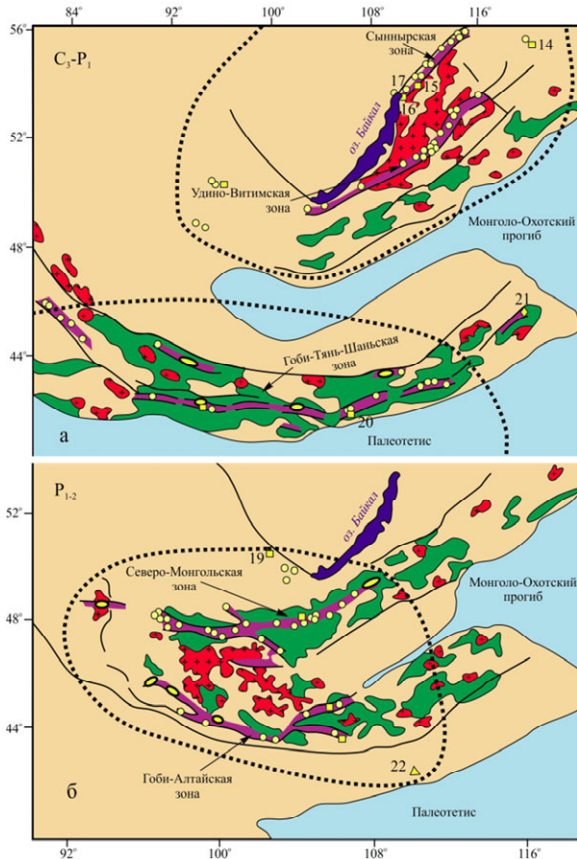 84° 92° 100° 108° 116°
56°
C₃-P₁
Сыннырская
зона
14
17
15
16
оз. Байкал
52°
Удино-Витимская
зона
Монголо-Охотский
прогиб
48°
21
44°
Гоби-Тянь-Шаньская
зона
20
а
Палеотетис
P₁₋₂
52°
оз. Байкал
19
Северо-Монгольская
зона
Монголо-Охотский
прогиб
48°
44°
Гоби-Алтайская
зона
22
б
Палеотетис
92° 100° 108° 116°